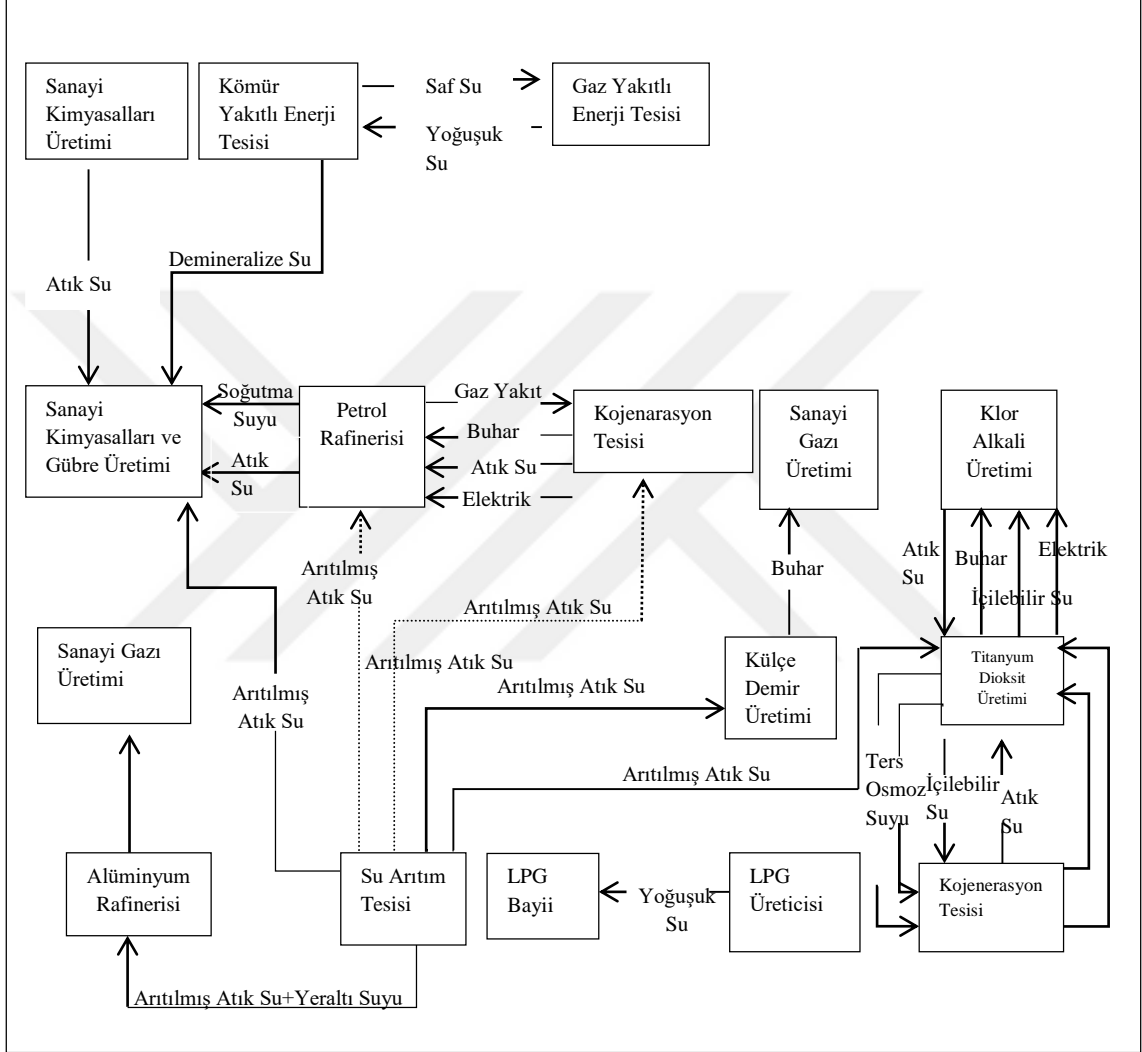 Sanayi
Kimyasalları
Üretimi
Kömür
Yakıtlı Enerji
Tesisi
Saf Su
Yoğuşuk
Su
Gaz Yakıtlı
Enerji Tesisi
Demineralize Su
Atık Su
Sanayi
Kimyasalları ve
Gübre Üretimi
Soğutma
Suyu
Atık
Su
Petrol
Rafinerisi
Gaz Yakıt
Buhar
Atık Su
Elektrik
Kojenarasyon
Tesisi
Sanayi
Gazı
Üretimi
Klor
Alkali
Üretimi
Arıtılmış
Atık Su
Arıtılmış Atık Su
Buhar
Atık
Su
Buhar
Elektrik
İçilebilir Su
Sanayi Gazı
Üretimi
Arıtılmış
Atık Su
Arıtılmış Atık Su
Arıtılmış Atık Su
Külçe
Demir
Üretimi
Titanyum
Dioksit
Üretimi
Arıtılmış Atık Su
Ters
Osmoz
Suyu
İçilebilir
Su
Atık
Su
Alüminyum
Rafinerisi
Su Arıtım
Tesisi
LPG
Bayii
Yoğuşuk
Su
LPG
Üreticisi
Kojenerasyon
Tesisi
Arıtılmış Atık Su+Yeraltı Suyu